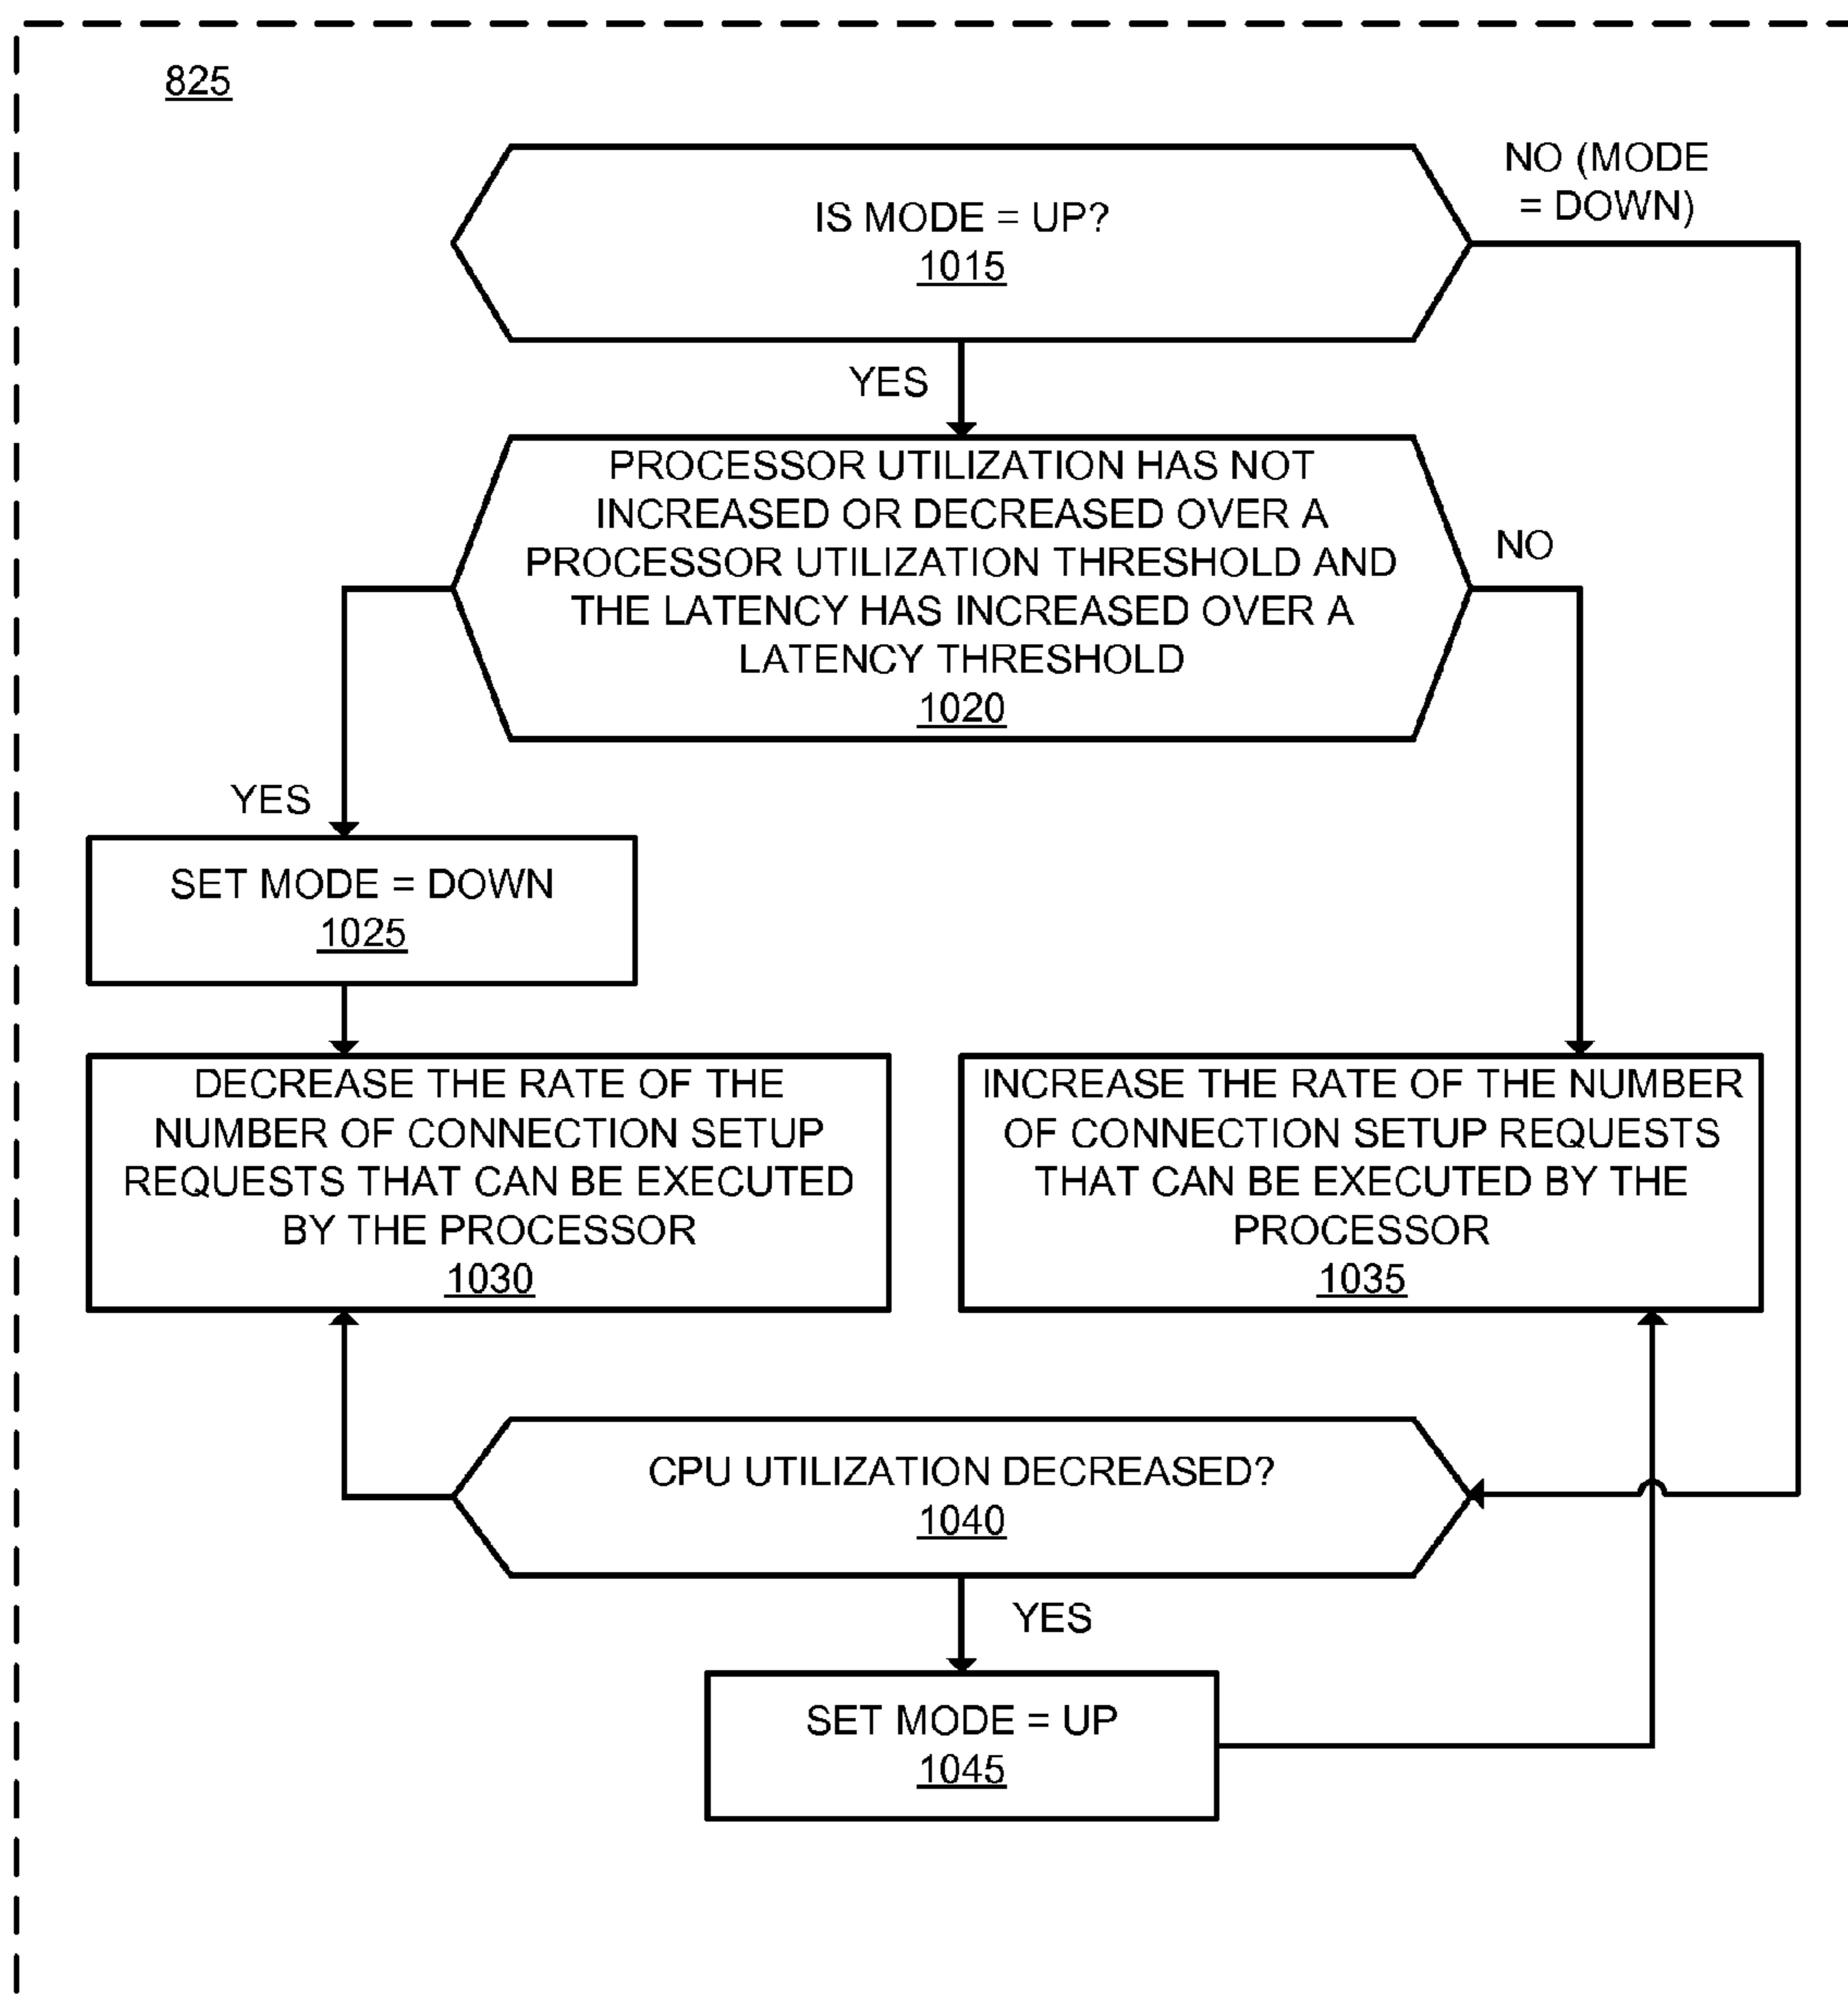 825
IS MODE = UP?
1015
NO (MODE
= DOWN)
YES
PROCESSOR UTILIZATION HAS NOT
INCREASED OR DECREASED OVER A
PROCESSOR UTILIZATION THRESHOLD AND
THE LATENCY HAS INCREASED OVER A
LATENCY THRESHOLD
1020
NO
YES
SET MODE = DOWN
1025
DECREASE THE RATE OF THE
NUMBER OF CONNECTION SETUP
REQUESTS THAT CAN BE EXECUTED
BY THE PROCESSOR
1030
INCREASE THE RATE OF THE NUMBER
OF CONNECTION SETUP REQUESTS
THAT CAN BE EXECUTED BY THE
PROCESSOR
1035
CPU UTILIZATION DECREASED?
1040
YES
SET MODE = UP
1045